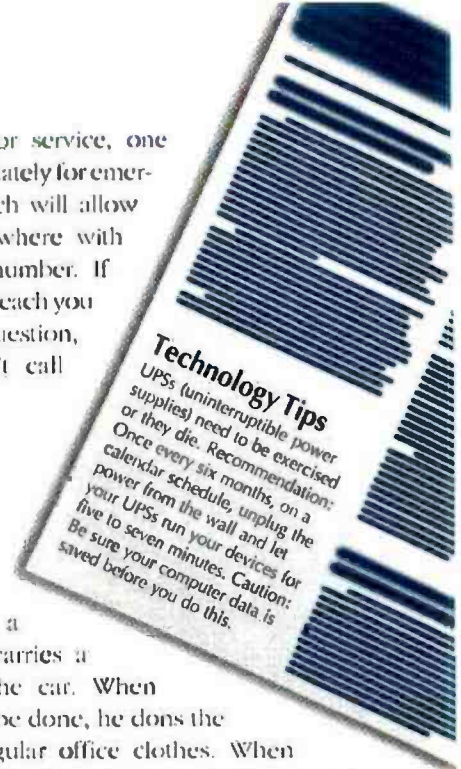 or service, one
ately for emer-
ch will allow
where with
number. If
each you
uestion,
't call
Technology Tips
UPSs (uninterruptible power
supplies) need to be exercised
or they die. Recommendation:
Once every six months, on a
calendar schedule, unplug the
power from the wall and let
your UPSs run your devices for
five to seven minutes. Caution:
Be sure your computer data is
saved before you do this.
a
arries a
he car. When
be done, he dons the
gular office clothes. When